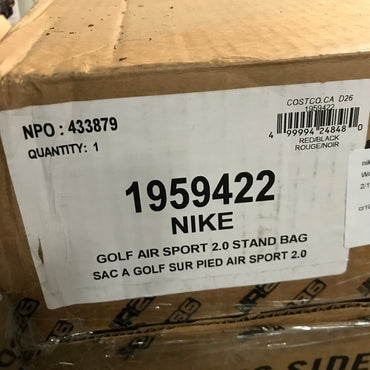 NPO : 433879
QUANTITY: 1
COSTCO.CA D26
1959422
4 99994 24848 0
RED/BLACK
ROUGE/NOIR
1959422
NIKE
GOLF AIR SPORT 2.0 STAND BAG
SAC A GOLF SUR PIED AIR SPORT 2.0
SIDE